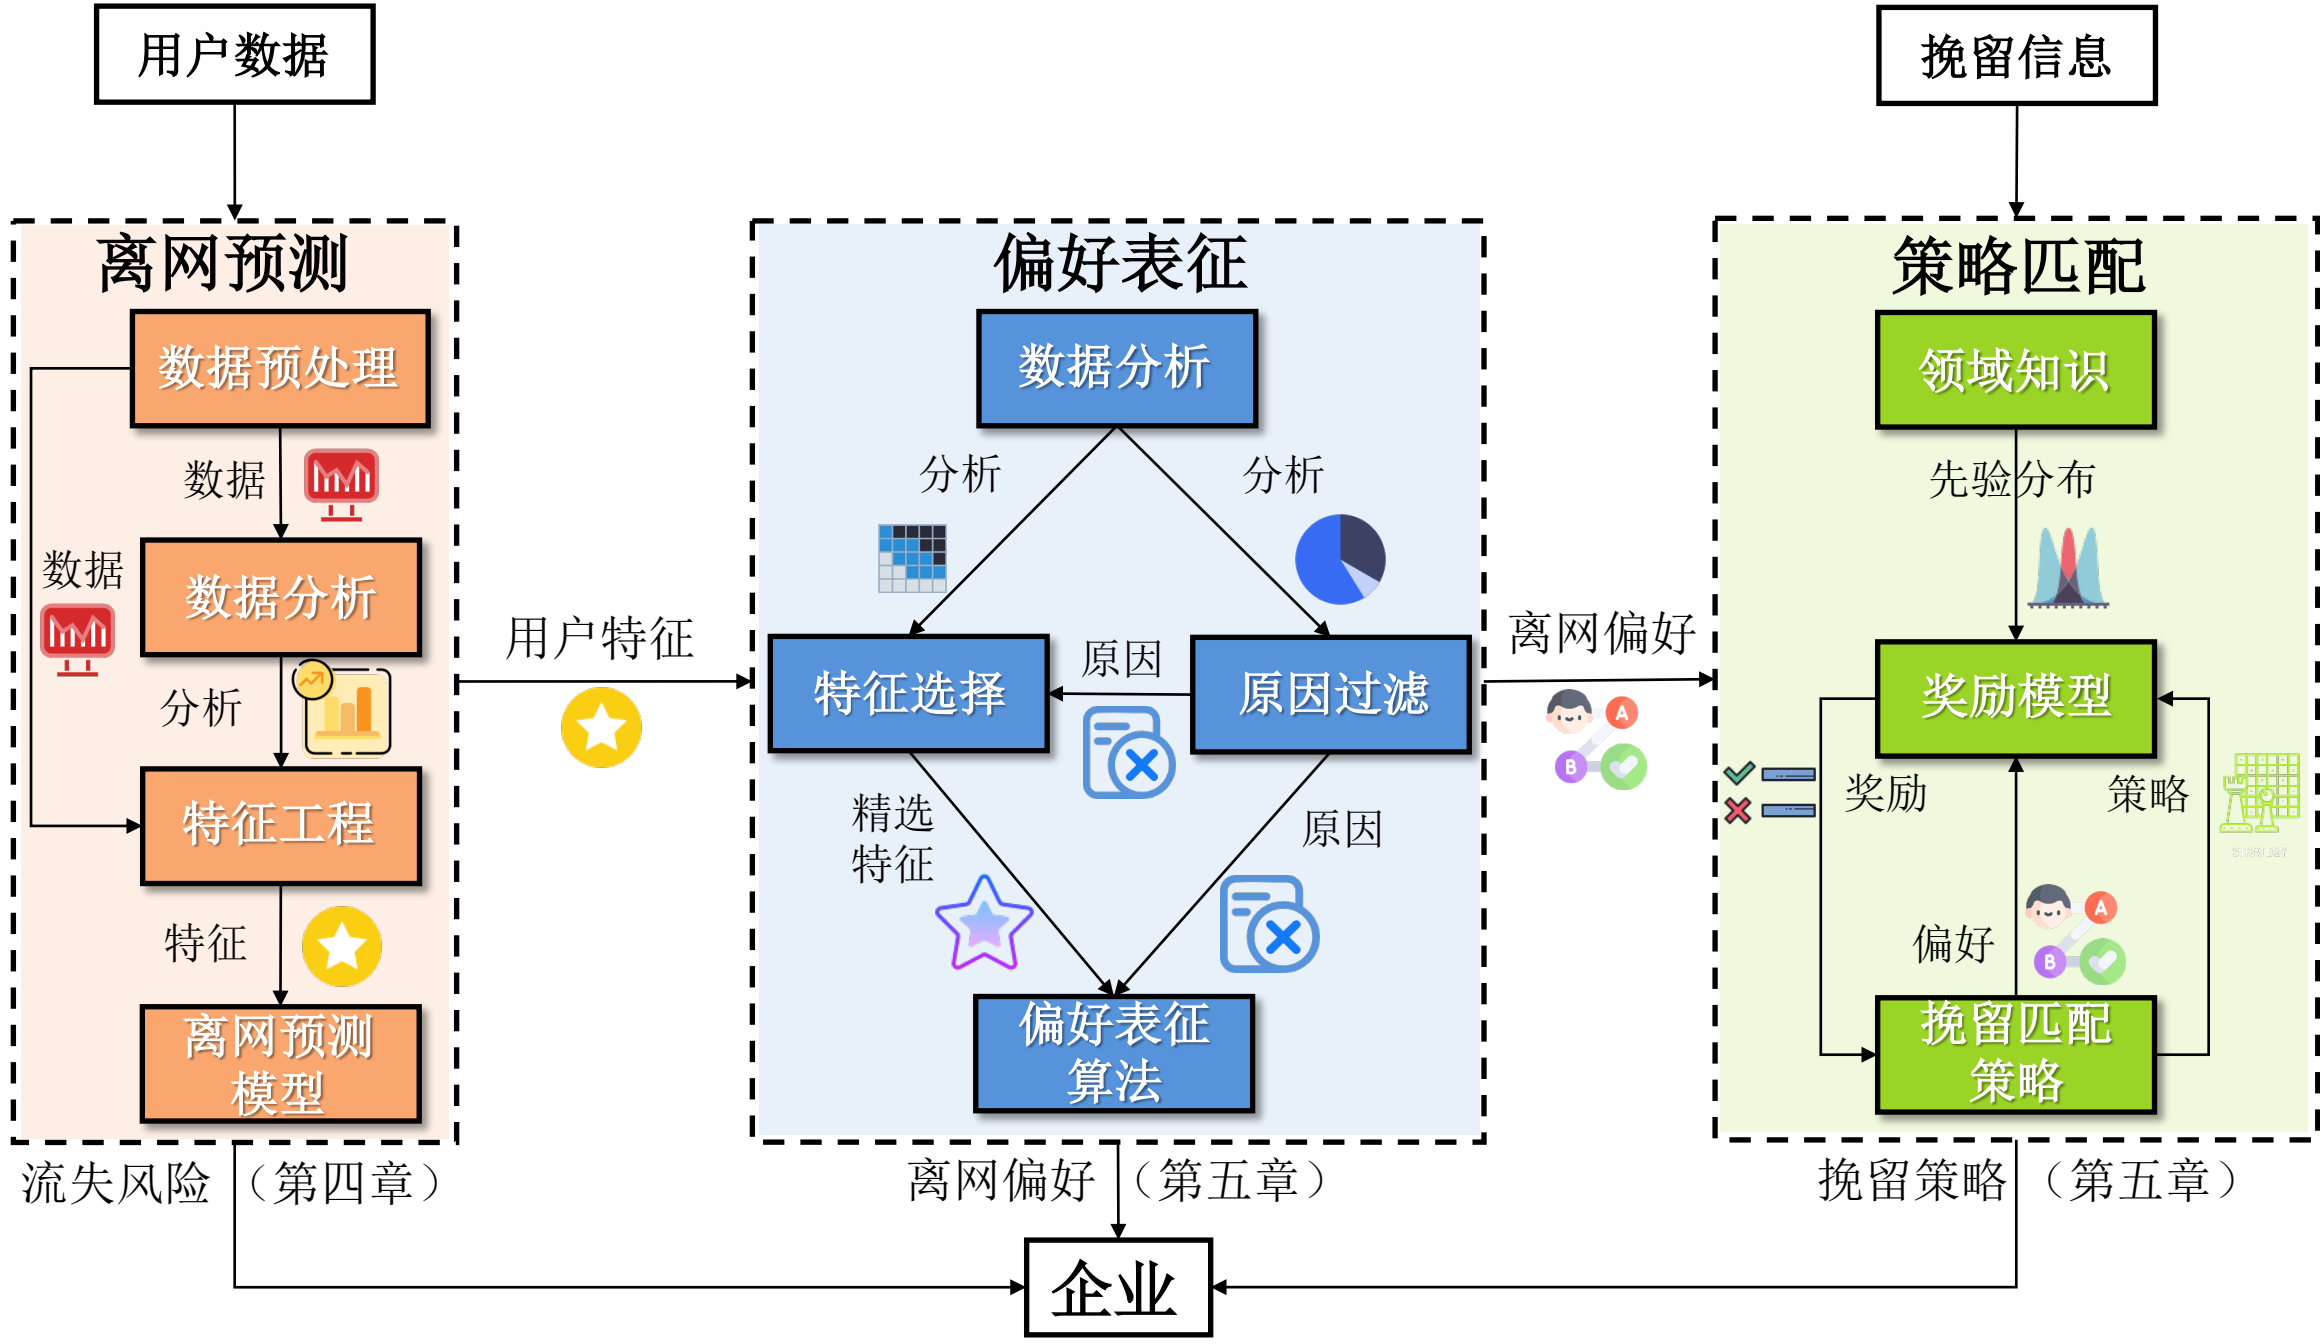 用户数据
挽留信息
离网预测
数据预处理
数据
数据
数据分析
分析
特征工程
特征
离网预测
模型
流失风险
（第四章）
用户特征
偏好表征
数据分析
分析
分析
特征选择
原因
原因过滤
精选
特征
原因
偏好表征
算法
离网偏好
（第五章）
离网偏好
A
B
策略匹配
领域知识
先验分布
奖励模型
奖励
策略
STRATEGY
偏好
A
B
挽留匹配
策略
挽留策略
（第五章）
企业